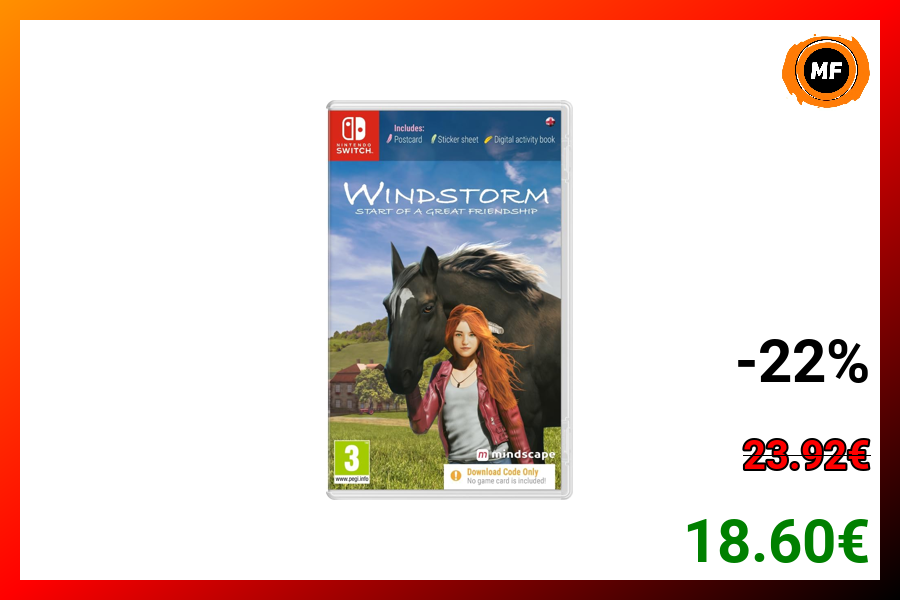 MF
NINTENDO
SWITCH
Includes:
Postcard Sticker sheet Digital activity book
WINDSTORM
START OF A GREAT FRIENDSHIP
-22%
23.92€
3
www.pegi.info
m mindscape
! Download Code Only
No game card is included!
18.60€